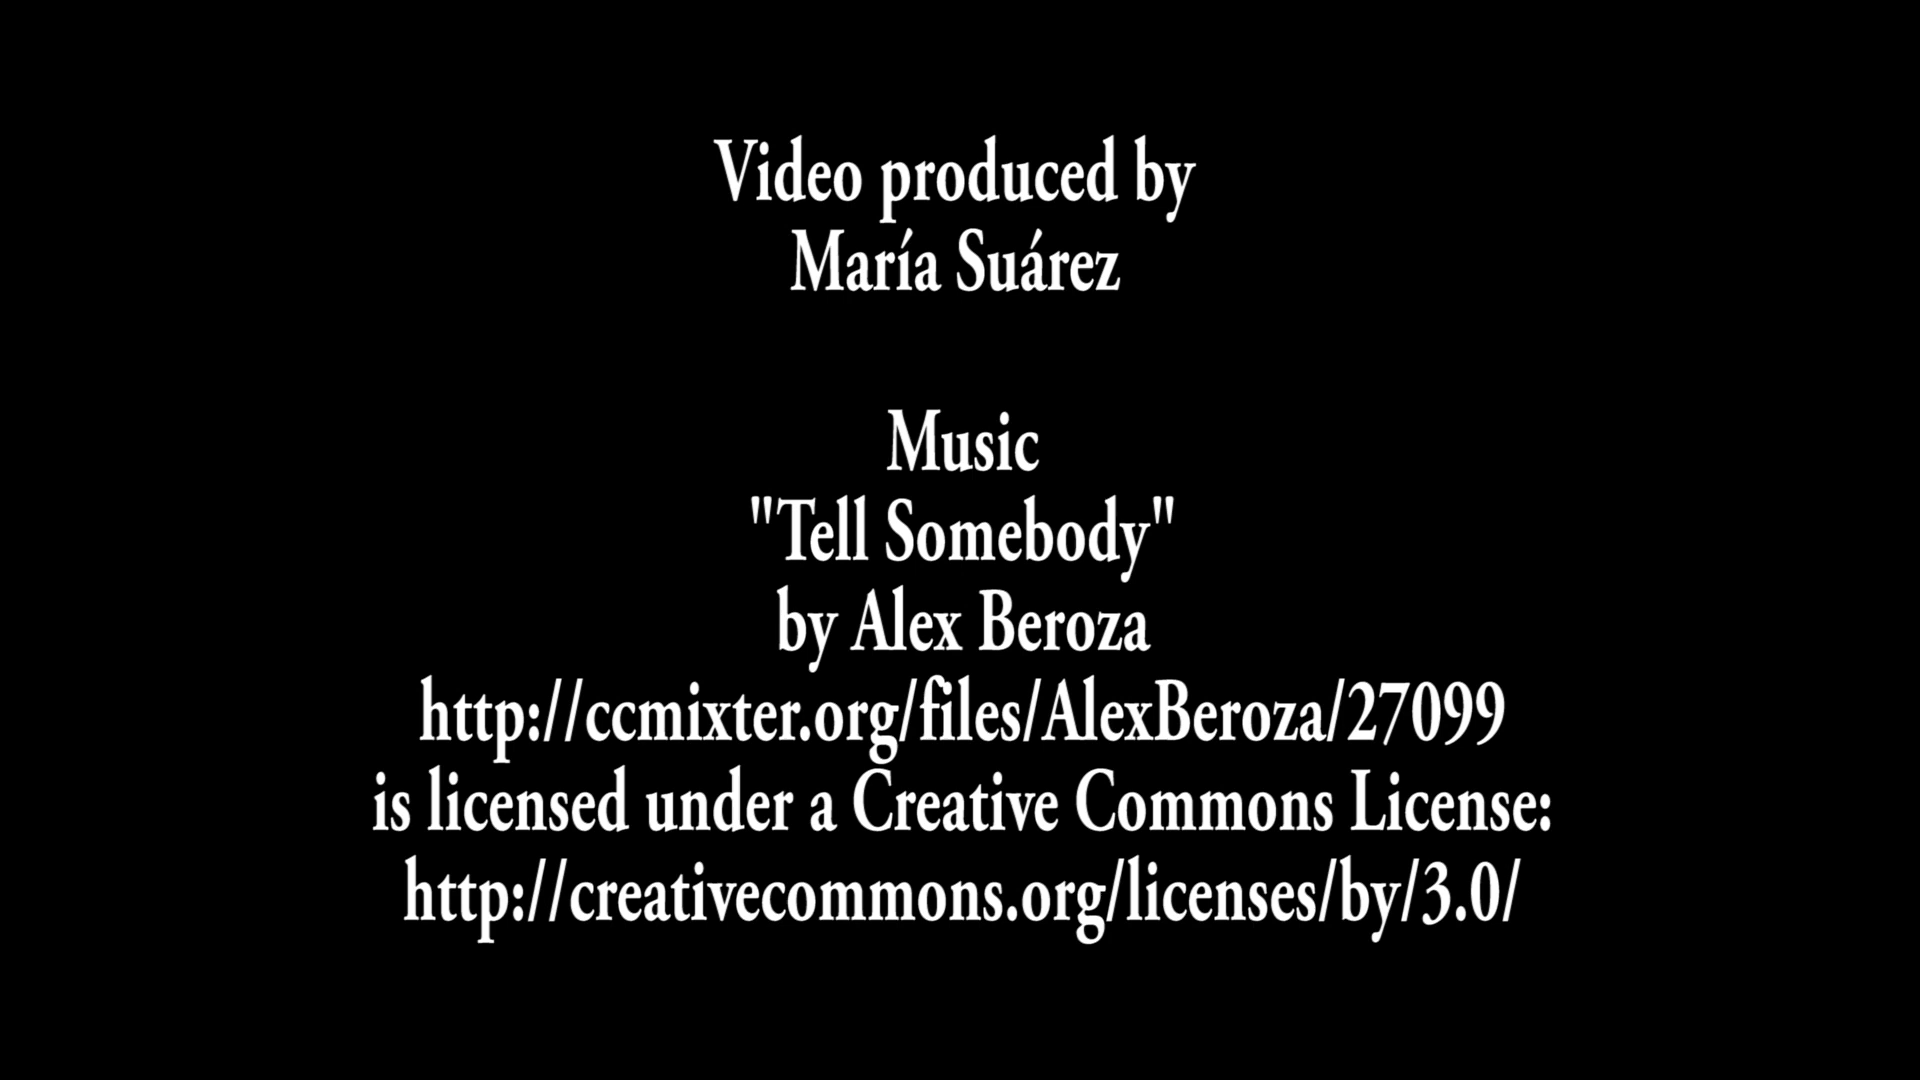 Video produced by
María Suárez
Music
"Tell Somebody"
by Alex Beroza
http://ccmixter.org/files/AlexBeroza/27099
is licensed under a Creative Commons License:
http://creativecommons.org/licenses/by/3.0/